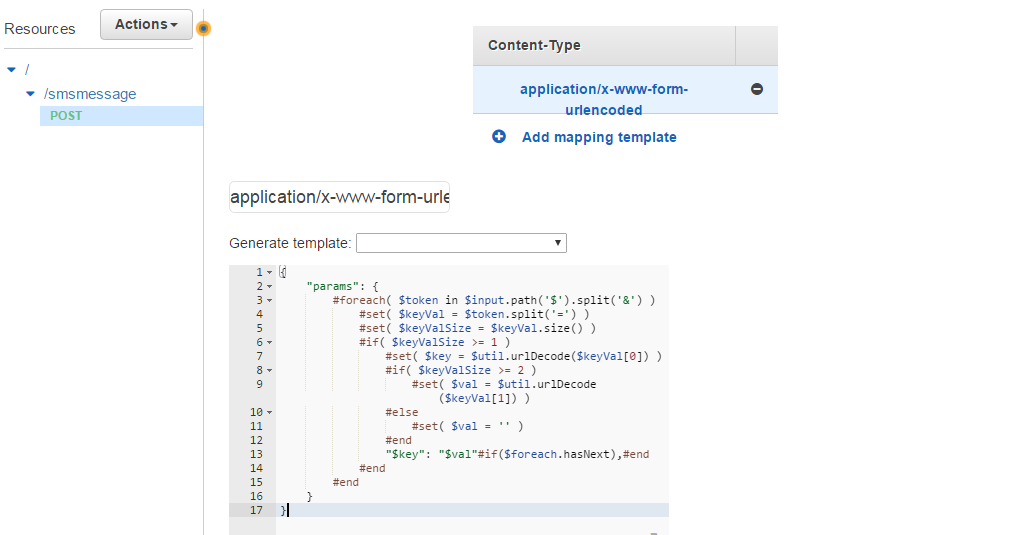 Resources
Actions
/
/smsmessage
POST
Content-Type
application/x-www-form-
urlencoded
Add mapping template
application/x-www-form-urle
Generate template:
1 {
2 "params": {
3 #foreach( $token in $input.path('$').split('&') )
4 #set( $keyVal = $token.split('=') )
5 #set( $keyValSize = $keyVal.size() )
6 #if( $keyValSize >= 1 )
7 #set( $key = $util.urlDecode($keyVal[0]) )
8 #if( $keyValSize >= 2 )
9 #set( $val = $util.urlDecode
($keyVal[1]) )
10 #else
11 #set( $val = '' )
12 #end
13 "$key": "$val"#if($foreach.hasNext),#end
14 #end
15 #end
16 }
17 }